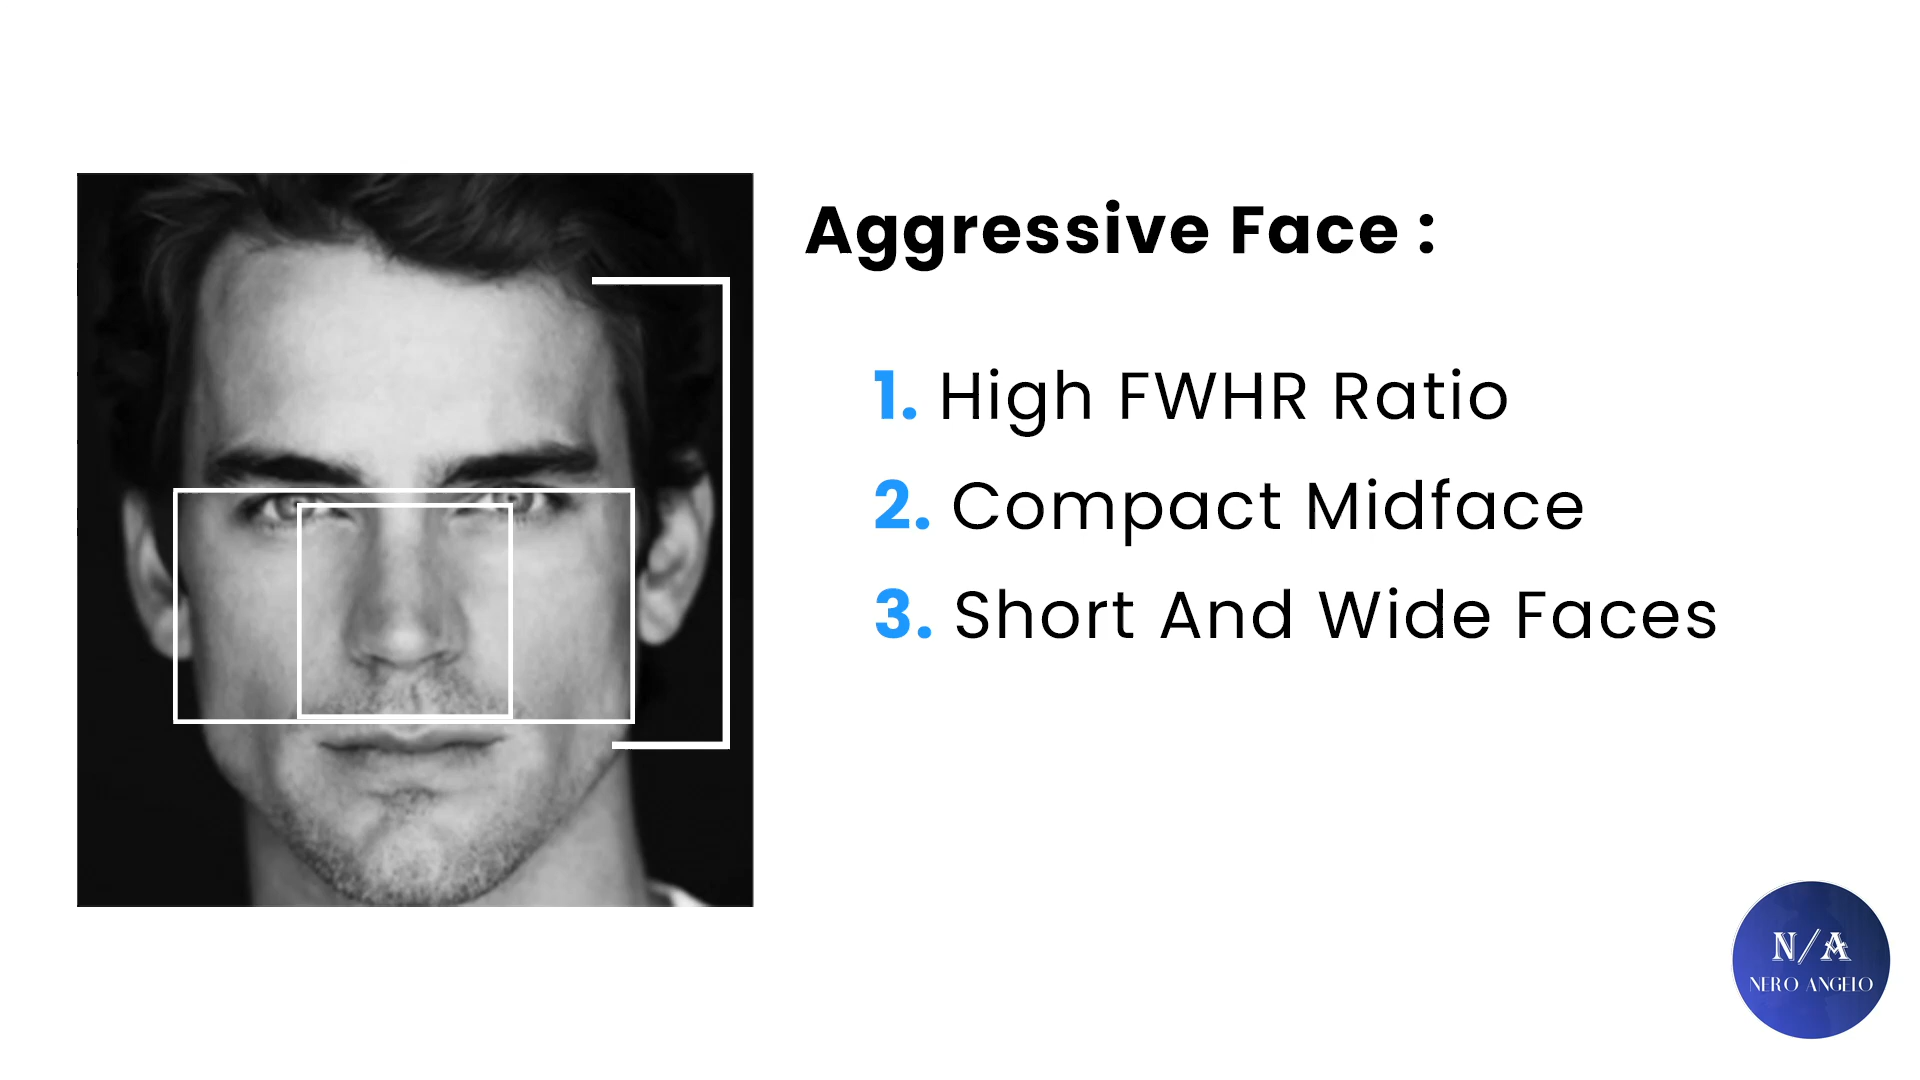 Aggressive Face :
1. High FWHR Ratio
2. Compact Midface
3. Short And Wide Faces
N/A
NERO ANGELO